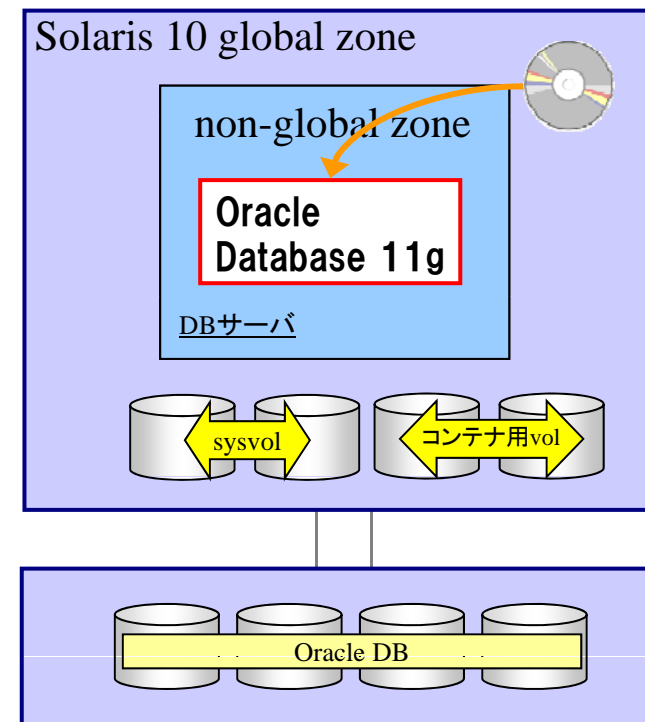 Solaris 10 global zone
non-global zone
Oracle
Database 11g
DBサーバ
sysvol
コンテナ用vol
Oracle DB